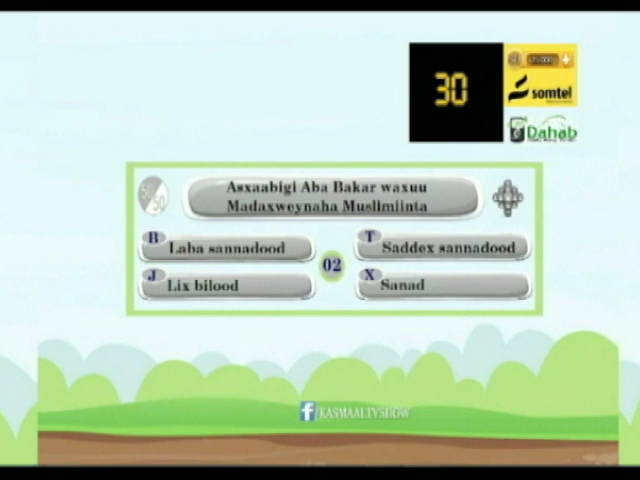 30
somtel
Dahab
50
50
Asxaabigi Aba Bakar waxuu
Madaxweynaha Muslimiinta
B
Laba sannadood
T
Saddex sannadood
02
J
Lix bilood
X
Sanad
f KASMAALTVSHOW